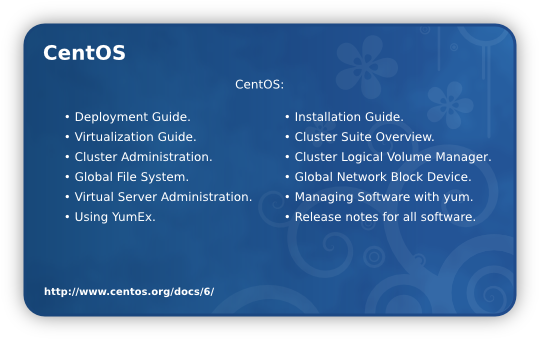 CentOS
CentOS:
• Deployment Guide.
• Virtualization Guide.
• Cluster Administration.
• Global File System.
• Virtual Server Administration.
• Using YumEx.
• Installation Guide.
• Cluster Suite Overview.
• Cluster Logical Volume Manager.
• Global Network Block Device.
• Managing Software with yum.
• Release notes for all software.
http://www.centos.org/docs/6/